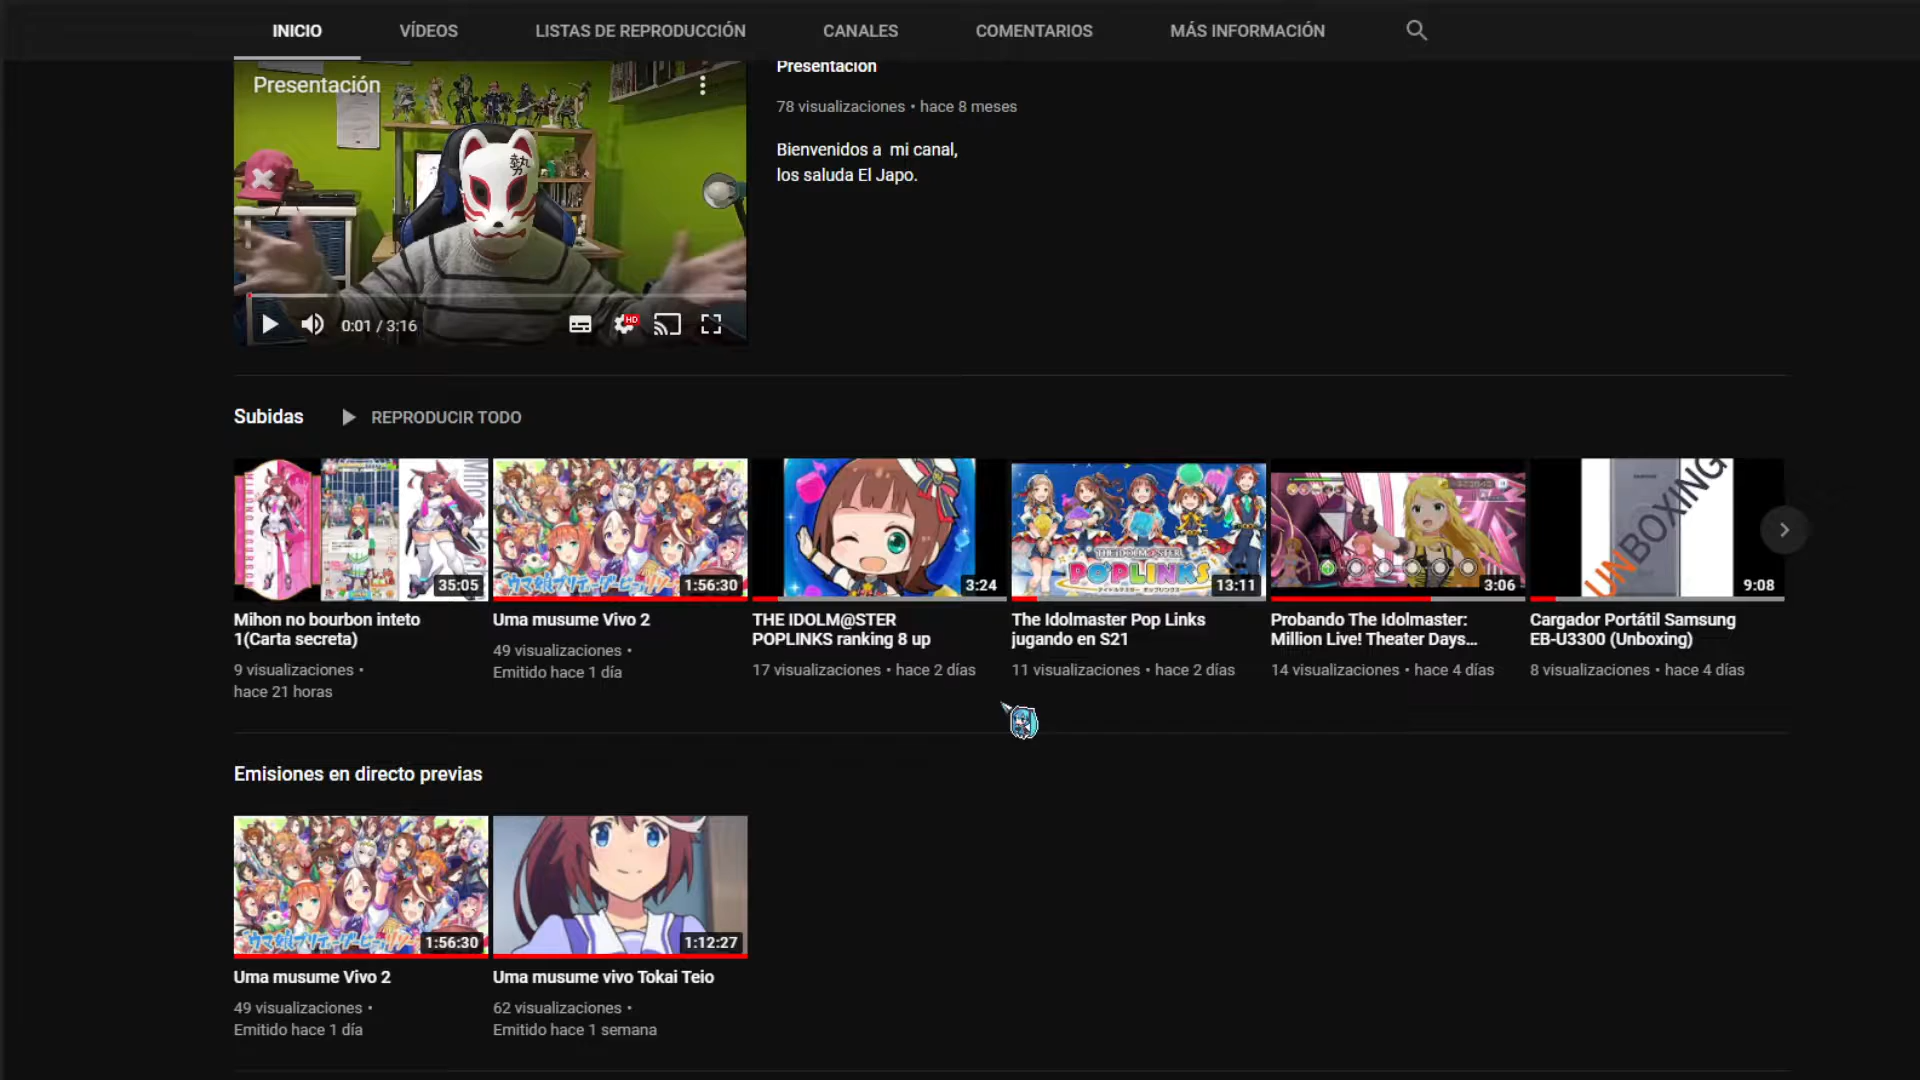 INICIO VÍDEOS LISTAS DE REPRODUCCIÓN CANALES COMENTARIOS MÁS INFORMACIÓN
Presentación
勢
0:01 / 3:16
HD
Presentación
78 visualizaciones • hace 8 meses
Bienvenidos a mi canal,
los saluda El Japo.
Subidas REPRODUCIR TODO
35:05
Mihon no bourbon inteto
1(Carta secreta)
9 visualizaciones •
hace 21 horas
1:56:30
Uma musume Vivo 2
49 visualizaciones •
Emitido hace 1 día
3:24
THE IDOLM@STER
POPLINKS ranking 8 up
17 visualizaciones • hace 2 días
THE IDOLM@STER
POPLINKS
13:11
The Idolmaster Pop Links
jugando en S21
11 visualizaciones • hace 2 días
3:06
Probando The Idolmaster:
Million Live! Theater Days...
14 visualizaciones • hace 4 días
UNBOXING
9:08
Cargador Portátil Samsung
EB-U3300 (Unboxing)
8 visualizaciones • hace 4 días
Emisiones en directo previas
1:56:30
Uma musume Vivo 2
49 visualizaciones •
Emitido hace 1 día
1:12:27
Uma musume vivo Tokai Teio
62 visualizaciones •
Emitido hace 1 semana